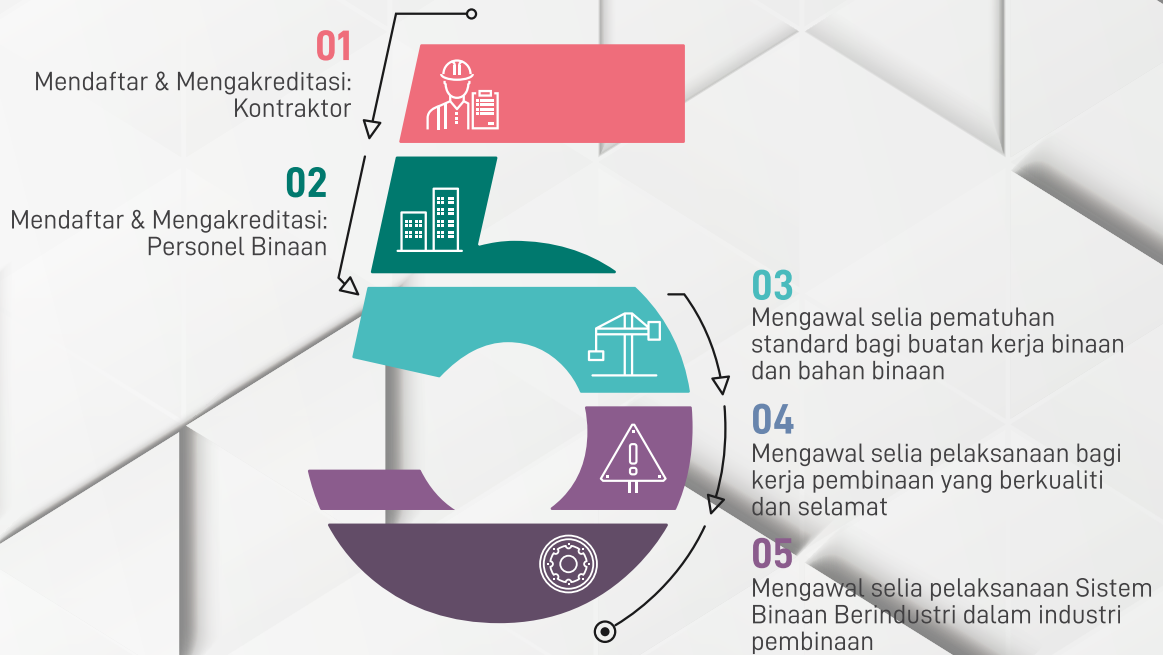 01
Mendaftar & Mengakreditasi:
Kontraktor
02
Mendaftar & Mengakreditasi:
Personel Binaan
03
Mengawal selia pematuhan
standard bagi buatan kerja binaan
dan bahan binaan
04
Mengawal selia pelaksanaan bagi
kerja pembinaan yang berkualiti
dan selamat
05
Mengawal selia pelaksanaan Sistem
Binaan Berindustri dalam industri
pembinaan